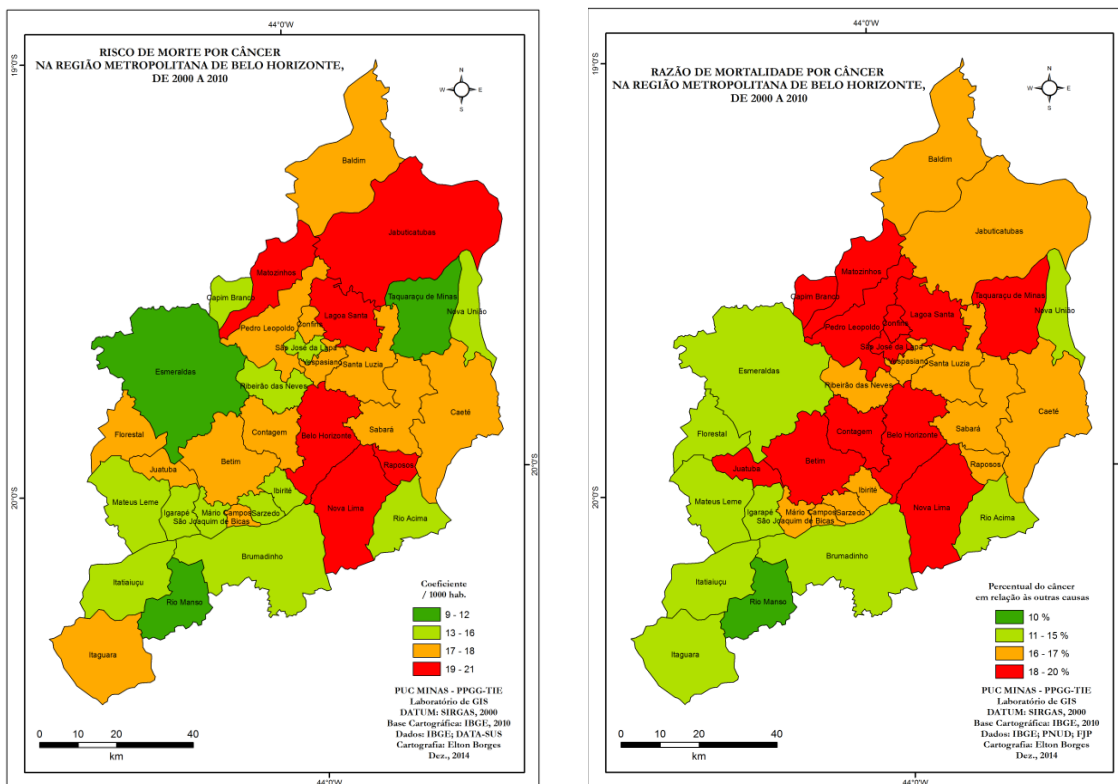 44°0'W
RISCO DE MORTE POR CÂNCER
NA REGIÃO METROPOLITANA DE BELO HORIZONTE,
DE 2000 A 2010
19°0'S
N
W
E
S
Baldim
Jabuticatubas
Matozinhos
Capim Branco
Taquaraçu de Minas
Nova União
Lagoa Santa
Pedro Leopoldo
Confins
São José da Lapa
Vespasiano
Santa Luzia
Esmeraldas
Ribeirão das Neves
Caeté
Florestal
Contagem
Belo Horizonte
Sabará
Juatuba
Betim
Raposos
20°0'S
Mateus Leme
Ibirité
Igarapé
Mário Campos
Sarzedo
São Joaquim de Bicas
Nova Lima
Rio Acima
Brumadinho
Itatiaiuçu
Rio Manso
Itaguara
Coeficiente
/ 1000 hab.
9 - 12
13 - 16
17 - 18
19 - 21
PUC MINAS - PPGG-TIE
Laboratório de GIS
DATUM: SIRGAS, 2000
Base Cartográfica: IBGE, 2010
Dados: IBGE; DATA-SUS
Cartografia: Elton Borges
Dez., 2014
0 10 20 40
km
20°0'S
44°0'W
44°0'W
RAZÃO DE MORTALIDADE POR CÂNCER
NA REGIÃO METROPOLITANA DE BELO HORIZONTE,
DE 2000 A 2010
19°0'S
N
W
E
S
Baldim
Jabuticatubas
Matozinhos
Capim Branco
Taquaraçu de Minas
Nova União
Lagoa Santa
Pedro Leopoldo
São José da Lapa
Vespasiano
Santa Luzia
Esmeraldas
Ribeirão das Neves
Caeté
Florestal
Contagem
Belo Horizonte
Sabará
Juatuba
Betim
Raposos
20°0'S
Mateus Leme
Ibirité
Igarapé
Mário Campos
Sarzedo
São Joaquim de Bicas
Nova Lima
Rio Acima
Brumadinho
Itatiaiuçu
Rio Manso
Itaguara
Percentual do câncer
em relação às outras causas
10 %
11 - 15 %
16 - 17 %
18 - 20 %
PUC MINAS - PPGG-TIE
Laboratório de GIS
DATUM: SIRGAS, 2000
Base Cartográfica: IBGE, 2010
Dados: IBGE; PNUD; FJP
Cartografia: Elton Borges
Dez., 2014
0 10 20 40
km
20°0'S
44°0'W